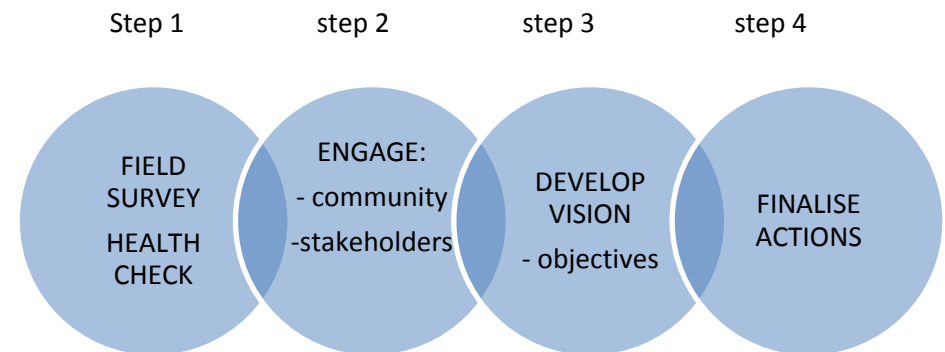 Step 1
step 2
step 3
step 4
FIELD
SURVEY
HEALTH
CHECK
ENGAGE:
- community
-stakeholders
DEVELOP
VISION
- objectives
FINALISE
ACTIONS